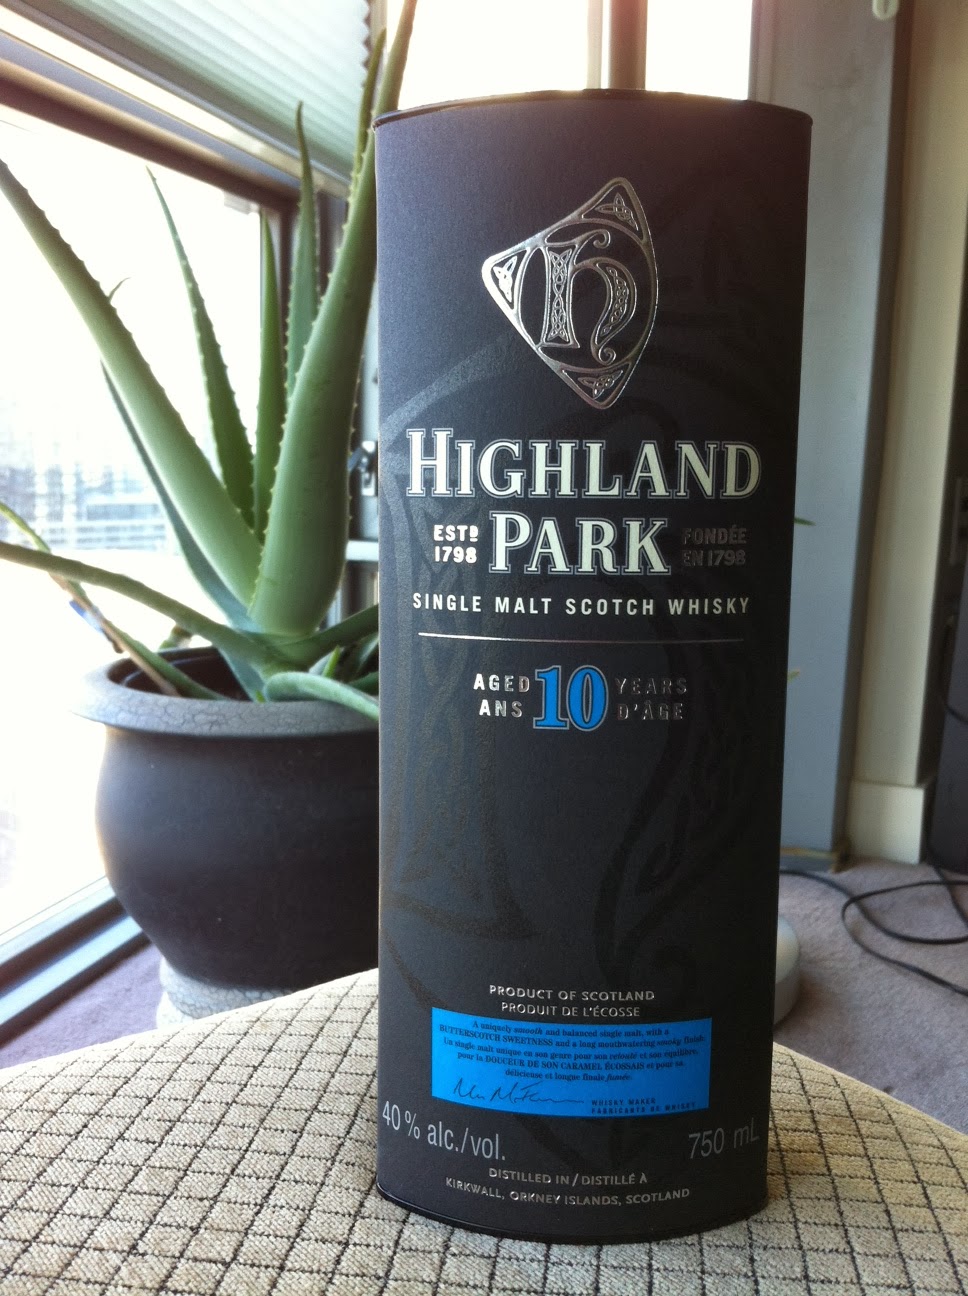 h
HIGHLAND
ESTD 1798 PARK FONDÉE EN 1798
SINGLE MALT SCOTCH WHISKY
AGED 10 YEARS
ANS D'ÂGE
PRODUCT OF SCOTLAND
PRODUIT DE L'ÉCOSSE
A uniquely smooth and balanced single malt, with a
BUTTERSCOTCH SWEETNESS and a long mouthwatering smoky finish.
Un single malt unique en son genre pour son velouté et son équilibre,
pour la DOUCEUR DE SON CARAMEL ÉCOSSAIS et pour sa
délicieuse et longue finale fumée.
WHISKY MAKER
FABRICANTS DE WHISKY
40 % alc./vol. 750 mL
DISTILLED IN / DISTILLÉ À
KIRKWALL, ORKNEY ISLANDS, SCOTLAND